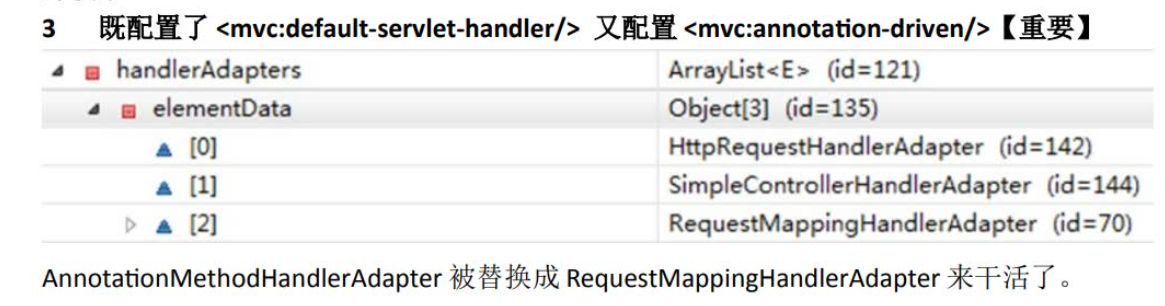 3 既配置了 <mvc:default-servlet-handler/> 又配置 <mvc:annotation-driven/>【重要】
handlerAdapters ArrayList<E> (id=121)
elementData Object[3] (id=135)
[0] HttpRequestHandlerAdapter (id=142)
[1] SimpleControllerHandlerAdapter (id=144)
[2] RequestMappingHandlerAdapter (id=70)
AnnotationMethodHandlerAdapter 被替换成 RequestMappingHandlerAdapter 来干活了。